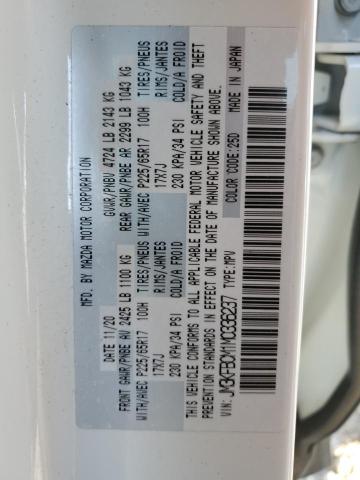 MFD. BY MAZDA MOTOR CORPORATION
DATE 11/20 GVWR/PNBV 4724 LB 2143 KG
FRONT GAWR/PNBE AV 2425 LB 1100 KG REAR GAWR/PNBE AR 2299 LB 1043 KG
WITH/AVEC P225/65R17 100H TIRES/PNEUS WITH/AVEC P225/65R17 100H TIRES/PNEUS
17X7J RIMS/JANTES 17X7J RIMS/JANTES
230 KPA/34 PSI COLD/A FROID 230 KPA/34 PSI COLD/A FROID
THIS VEHICLE CONFORMS TO ALL APPLICABLE FEDERAL MOTOR VEHICLE SAFETY AND THEFT
PREVENTION STANDARDS IN EFFECT ON THE DATE OF MANUFACTURE SHOWN ABOVE.
VIN: TYPE: MPV COLOR CODE: 25D MADE IN JAPAN